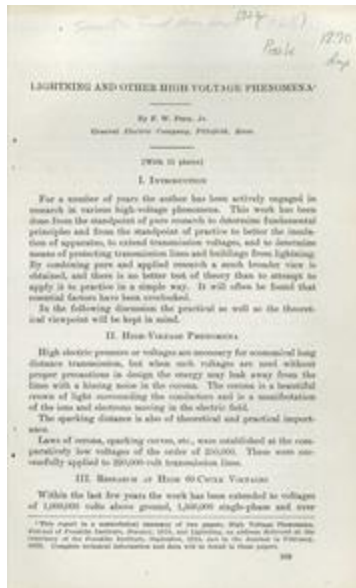 LIGHTNING AND OTHER HIGH VOLTAGE PHENOMENA¹
By F. W. Peek, Jr.
General Electric Company, Pittsfield, Mass.
[With 11 plates]
I. INTRODUCTION
For a number of years the author has been actively engaged in
research in various high-voltage phenomena. This work has been
done from the standpoint of pure research to determine fundamental
principles and from the standpoint of practice to better the insula-
tion of apparatus, to extend transmission voltages, and to determine
means of protecting transmission lines and buildings from lightning.
By combining pure and applied research a much broader view is
obtained, and there is no better test of theory than to attempt to
apply it to practice in a simple way. It will often be found that
essential factors have been overlooked.
In the following discussion the practical as well as the theoret-
ical viewpoint will be kept in mind.
II. HIGH-VOLTAGE PHENOMENA
High electric pressure or voltages are necessary for economical long
distance transmission, but when such voltages are used without
proper precautions in design the energy may leak away from the
lines with a hissing noise in the corona. The corona is a beautiful
crown of light surrounding the conductors and is a manifestation
of the ions and electrons moving in the electric field.
The sparking distance is also of theoretical and practical import-
ance.
Laws of corona, sparking curves, etc., were established at the com-
paratively low voltages of the order of 250,000. These were suc-
cessfully applied to 220,000-volt transmission lines.
III. RESEARCH AT HIGH 60-CYCLE VOLTAGES
Within the last few years the work has been extended to voltages
of 1,000,000 volts above ground, 1,500,000 single-phase and over